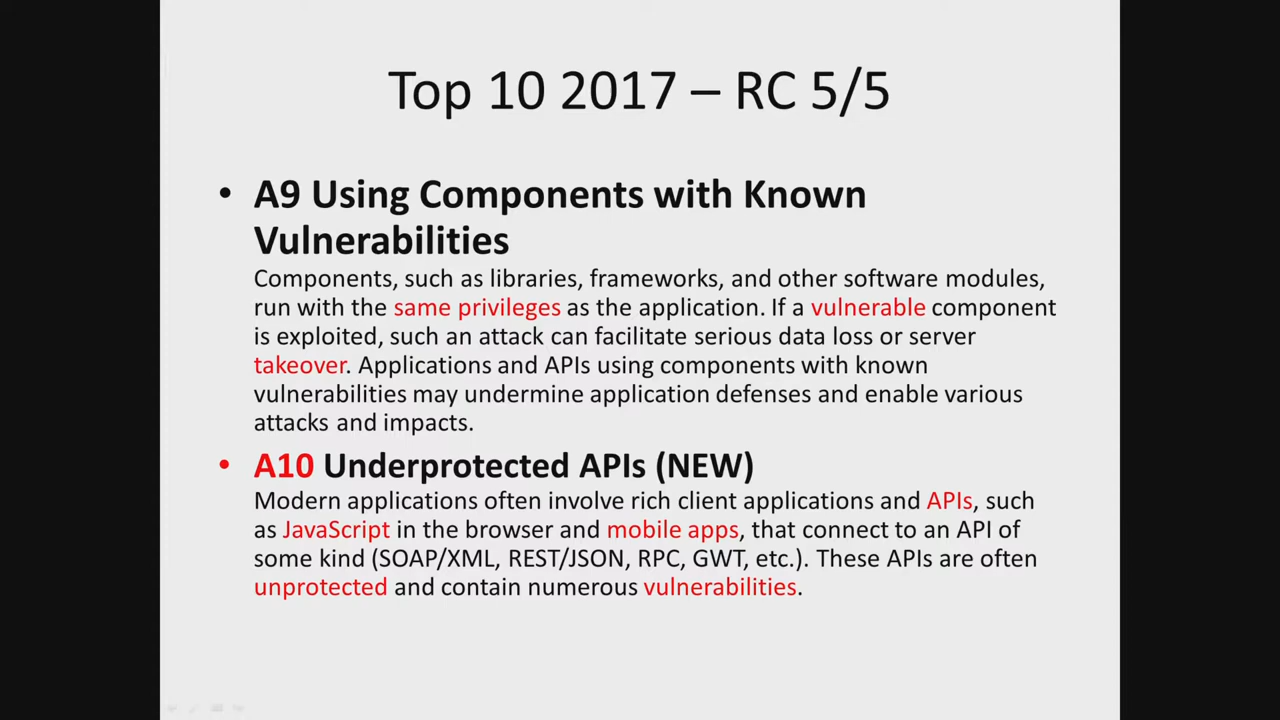 Top 10 2017 – RC 5/5
• A9 Using Components with Known
Vulnerabilities
Components, such as libraries, frameworks, and other software modules,
run with the same privileges as the application. If a vulnerable component
is exploited, such an attack can facilitate serious data loss or server
takeover. Applications and APIs using components with known
vulnerabilities may undermine application defenses and enable various
attacks and impacts.
• A10 Underprotected APIs (NEW)
Modern applications often involve rich client applications and APIs, such
as JavaScript in the browser and mobile apps, that connect to an API of
some kind (SOAP/XML, REST/JSON, RPC, GWT, etc.). These APIs are often
unprotected and contain numerous vulnerabilities.